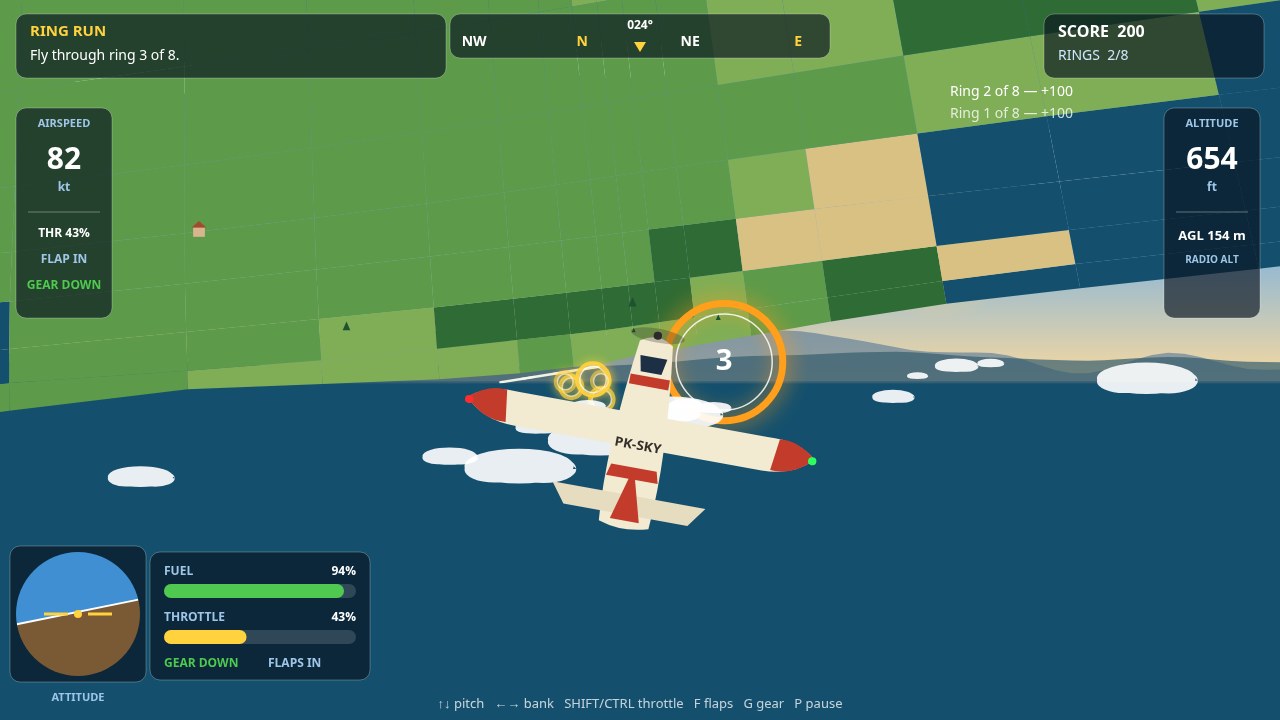 RING RUN
Fly through ring 3 of 8.
024°
NW N NE E
SCORE 200
RINGS 2/8
Ring 2 of 8 — +100
Ring 1 of 8 — +100
AIRSPEED
82
kt
THR 43%
FLAP IN
GEAR DOWN
ALTITUDE
654
ft
AGL 154 m
RADIO ALT
3
PK-SKY
FUEL 94%
THROTTLE 43%
GEAR DOWN FLAPS IN
ATTITUDE
↑↓ pitch ←→ bank SHIFT/CTRL throttle F flaps G gear P pause